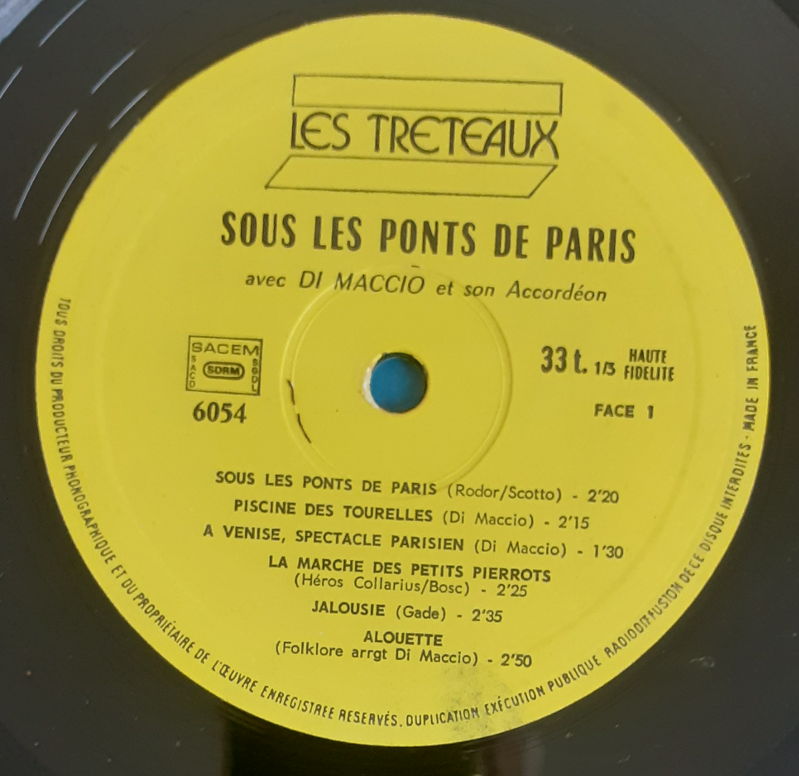 LES TRETEAUX
SOUS LES PONTS DE PARIS
avec DI MACCIO et son Accordéon
SACEM
SACD
SDRM
SGDL
6054
33 t. 1/3 HAUTE
FIDELITE
FACE 1
SOUS LES PONTS DE PARIS (Rodor/Scotto) - 2'20
PISCINE DES TOURELLES (Di Maccio) - 2'15
A VENISE, SPECTACLE PARISIEN (Di Maccio) - 1'30
LA MARCHE DES PETITS PIERROTS
(Héros Collarius/Bosc) - 2'25
JALOUSIE (Gade) - 2'35
ALOUETTE
(Folklore arrgt Di Maccio) - 2'50
TOUS DROITS DU PRODUCTEUR PHONOGRAPHIQUE ET DU PROPRIÉTAIRE DE L'ŒUVRE ENREGISTREE RESERVÉS. DUPLICATION EXÉCUTION PUBLIQUE RADIODIFFUSION DE CE DISQUE INTERDITES - MADE IN FRANCE